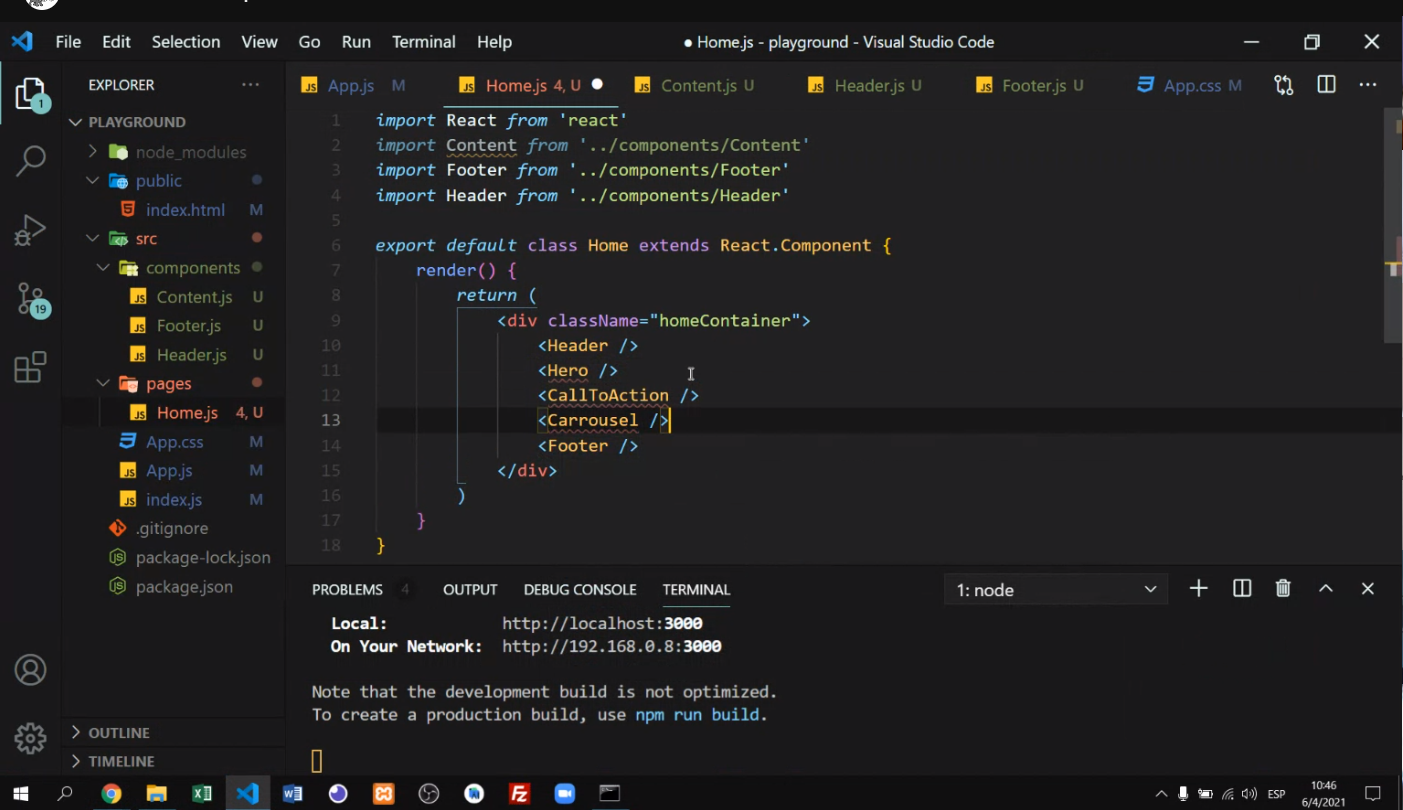 File Edit Selection View Go Run Terminal Help
● Home.js - playground - Visual Studio Code
EXPLORER
PLAYGROUND
node_modules
public
index.html M
src
components
Content.js U
Footer.js U
Header.js U
pages
Home.js 4, U
App.css M
App.js M
index.js M
.gitignore
package-lock.json
package.json
OUTLINE
TIMELINE
1
19
App.js M Home.js 4, U Content.js U Header.js U Footer.js U App.css M
1 import React from 'react'
2 import Content from '../components/Content'
3 import Footer from '../components/Footer'
4 import Header from '../components/Header'
5
6 export default class Home extends React.Component {
7 render() {
8 return (
9 <div className="homeContainer">
10 <Header />
11 <Hero />
12 <CallToAction />
13 <Carrousel />
14 <Footer />
15 </div>
16 )
17 }
18 }
PROBLEMS 4 OUTPUT DEBUG CONSOLE TERMINAL 1: node
Local: http://localhost:3000
On Your Network: http://192.168.0.8:3000
Note that the development build is not optimized.
To create a production build, use npm run build.
ESP
10:46
6/4/2021